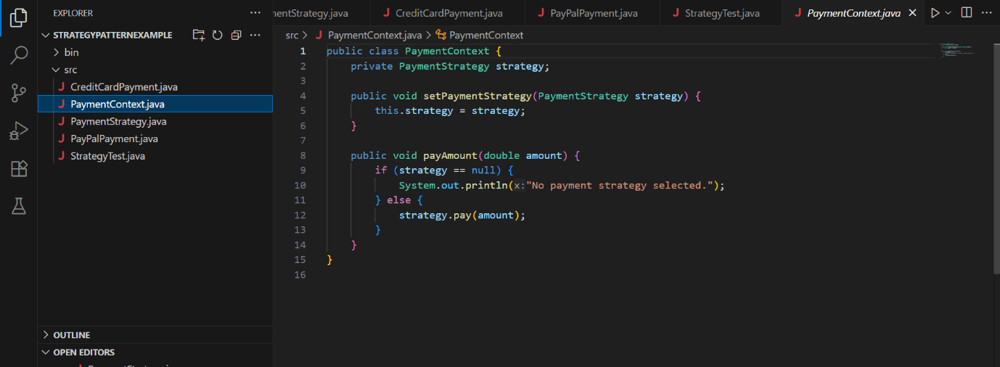 EXPLORER
STRATEGYPATTERNEXAMPLE
bin
src
CreditCardPayment.java
PaymentContext.java
PaymentStrategy.java
PayPalPayment.java
StrategyTest.java
OUTLINE
OPEN EDITORS
mentStrategy.java CreditCardPayment.java PayPalPayment.java StrategyTest.java PaymentContext.java
src > PaymentContext.java > PaymentContext
1 public class PaymentContext {
2 private PaymentStrategy strategy;
3
4 public void setPaymentStrategy(PaymentStrategy strategy) {
5 this.strategy = strategy;
6 }
7
8 public void payAmount(double amount) {
9 if (strategy == null) {
10 System.out.println(x:"No payment strategy selected.");
11 } else {
12 strategy.pay(amount);
13 }
14 }
15 }
16